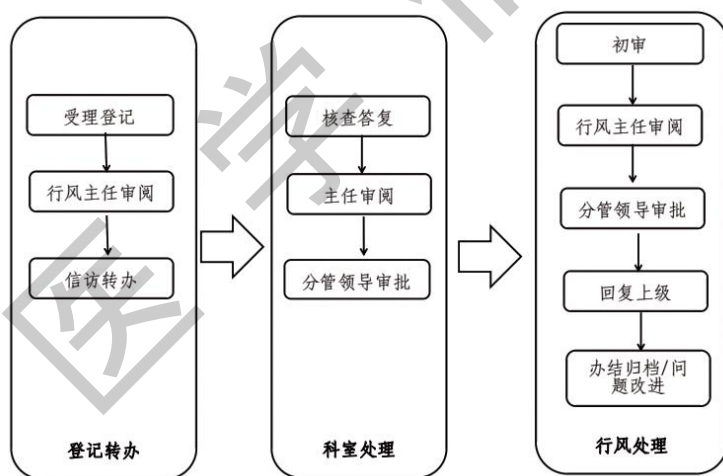 受理登记
行风主任审阅
信访转办
登记转办
核查答复
主任审阅
分管领导审批
科室处理
初审
行风主任审阅
分管领导审批
回复上级
办结归档/问
题改进
行风处理
医学